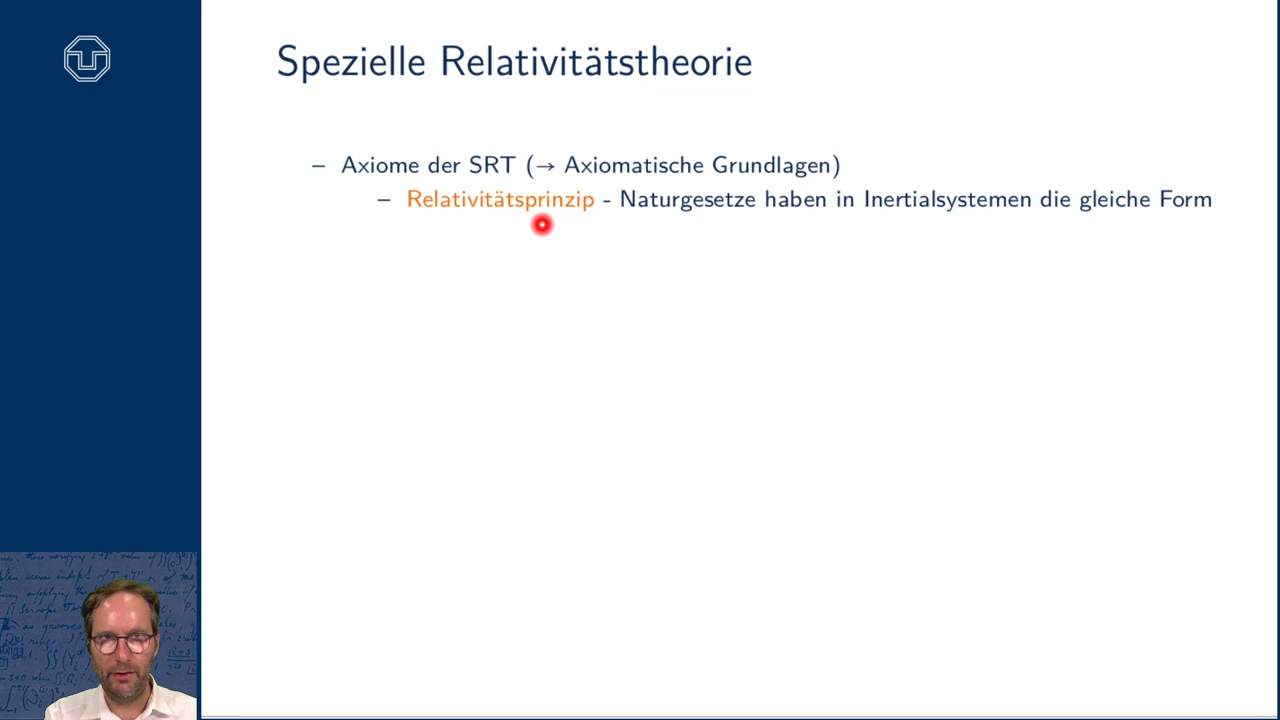 Spezielle Relativitätstheorie
– Axiome der SRT (→ Axiomatische Grundlagen)
– Relativitätsprinzip - Naturgesetze haben in Inertialsystemen die gleiche Form